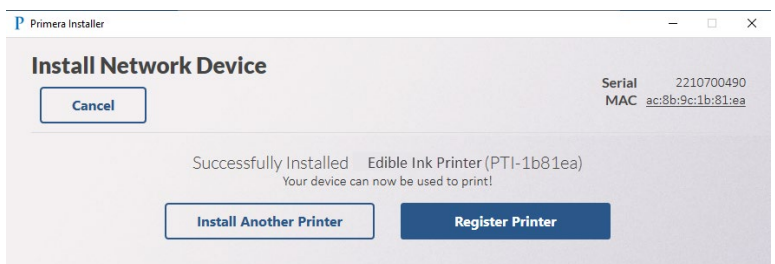 P Primera Installer
Install Network Device
Cancel
Serial 2210700490
MAC ac:8b:9c:1b:81:ea
Successfully Installed Edible Ink Printer (PTI-1b81ea)
Your device can now be used to print!
Install Another Printer
Register Printer